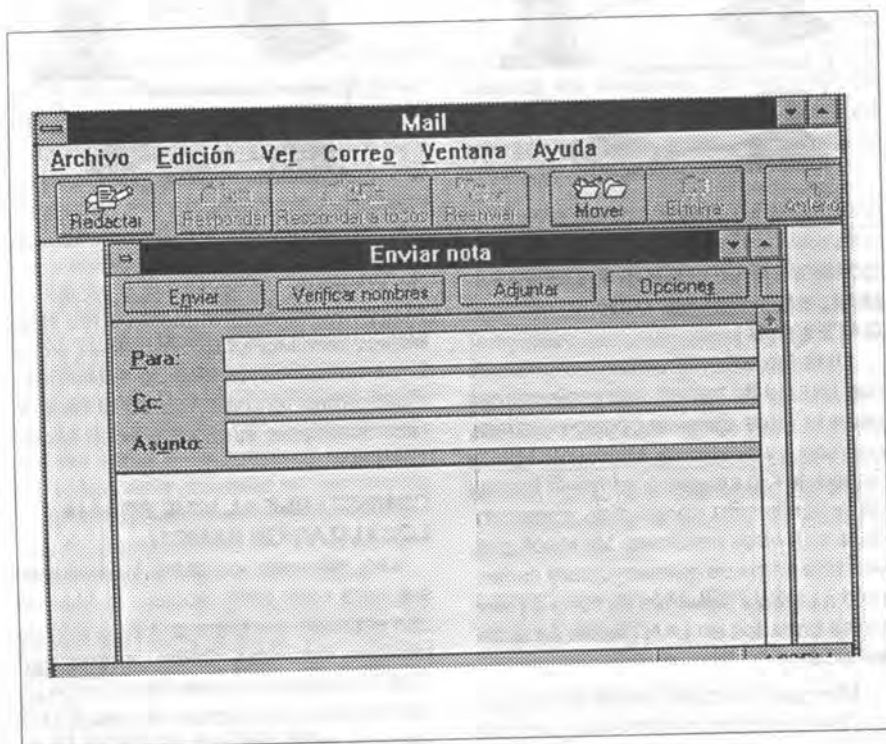 Mail
Archivo Edición Ver Correo Ventana Ayuda
Redactar Responder Responder a todos Reenviar Mover Eliminar Anterior
Enviar nota
Enviar Verificar nombres Adjuntar Opciones
Para:
Cc:
Asunto: